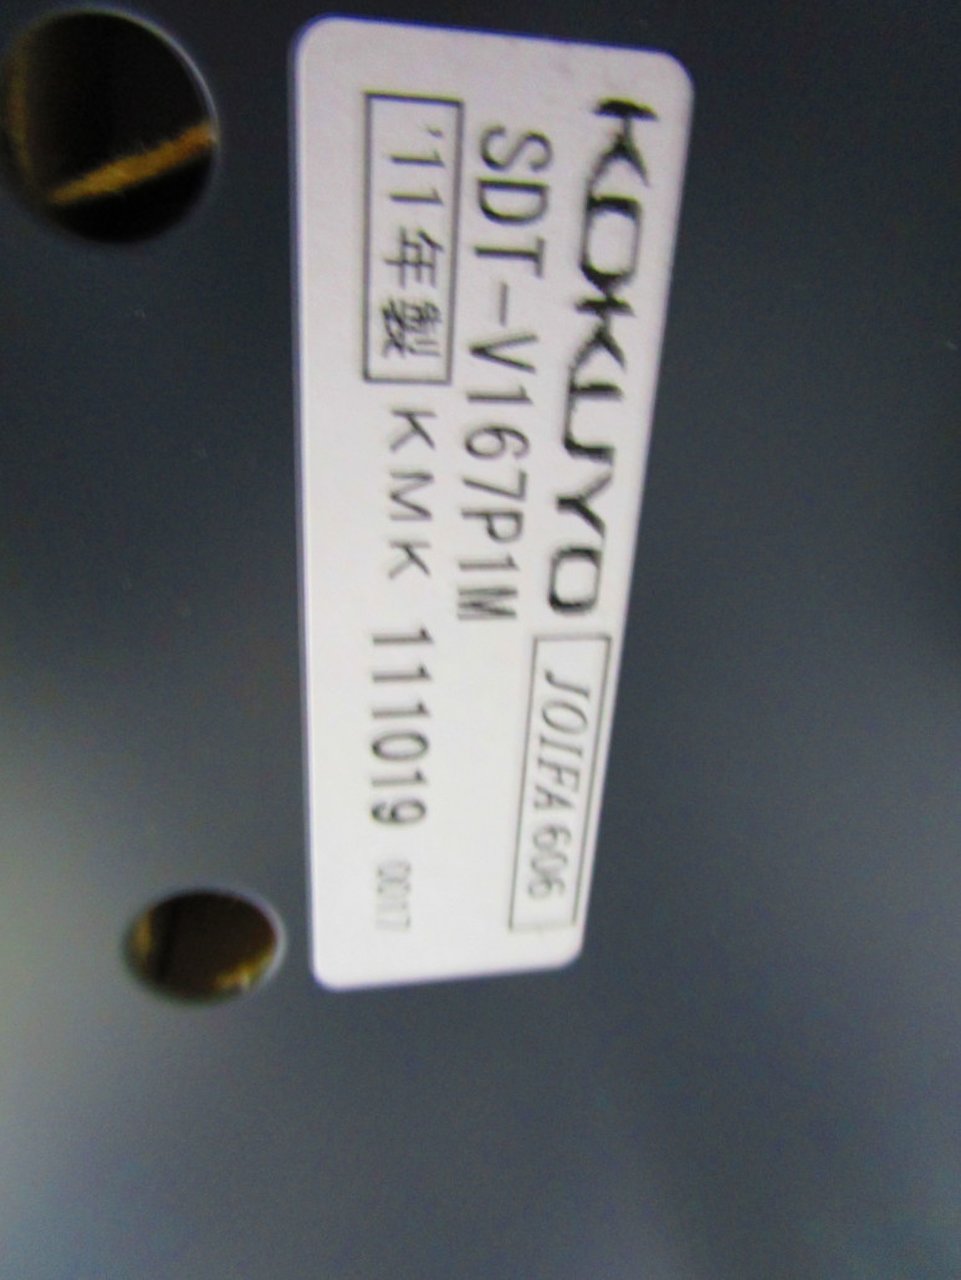 KOKUYO JOIFA 606
SDT-V167P1M
'11年製 KMK 111019